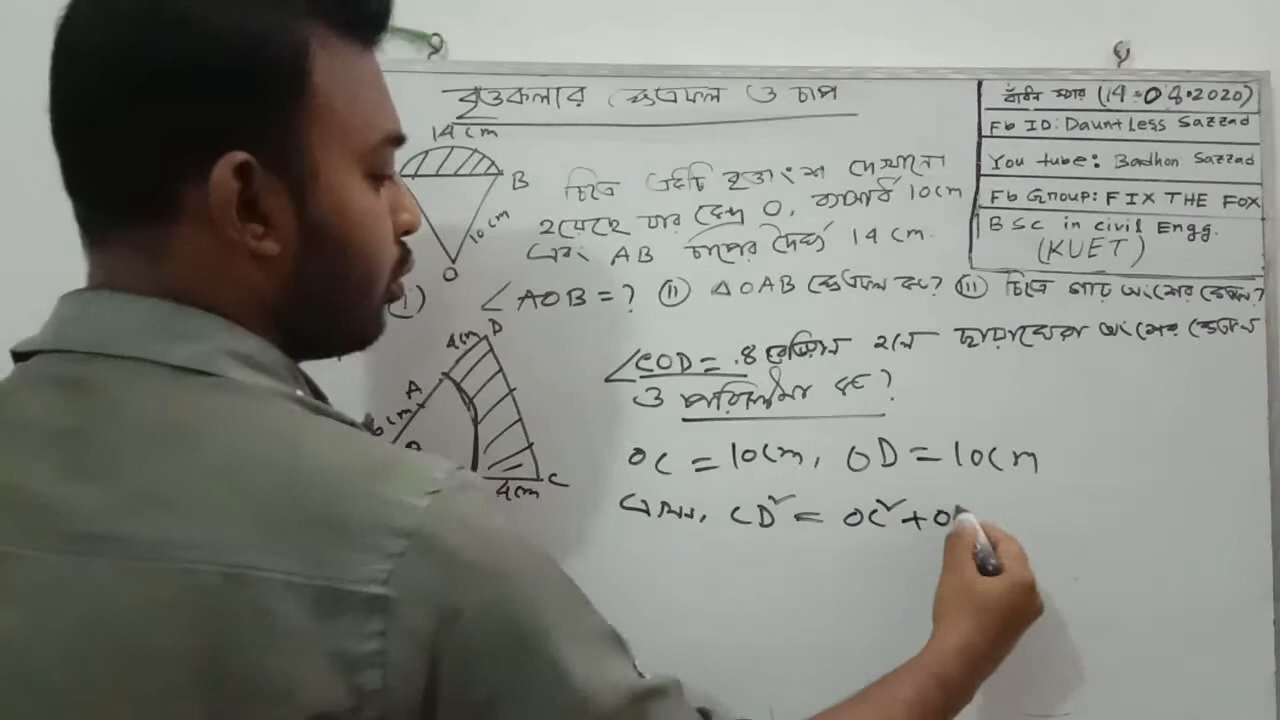 বৃত্তকলার ক্ষেত্রফল ও চাপ
14 cm
B
10 cm
O
চিত্রে একটি বৃত্তাংশ দেখানো
হয়েছে যার কেন্দ্র O, ব্যাসার্ধ 10 cm
এবং AB চাপের দৈর্ঘ্য 14 cm.
∠AOB = ? (ii) ΔOAB ক্ষেত্রফল কত? (iii) চিত্রে গাঢ় অংশের ক্ষেত্রফল?
4cm D
A
6cm
4cm C
∠COD = .8 রেডিয়ান হলে ছায়াঘেরা অংশের ক্ষেত্রফল
ও পরিসীমা কত?
OC = 10cm, OD = 10cm
এখন, CD² = OC² + O
(14-04-2020)
Fb ID: Dauntless Sazzad
You tube: Badhon Sazzad
Fb Group: FIX THE FOX
BSc in civil Engg.
(KUET)